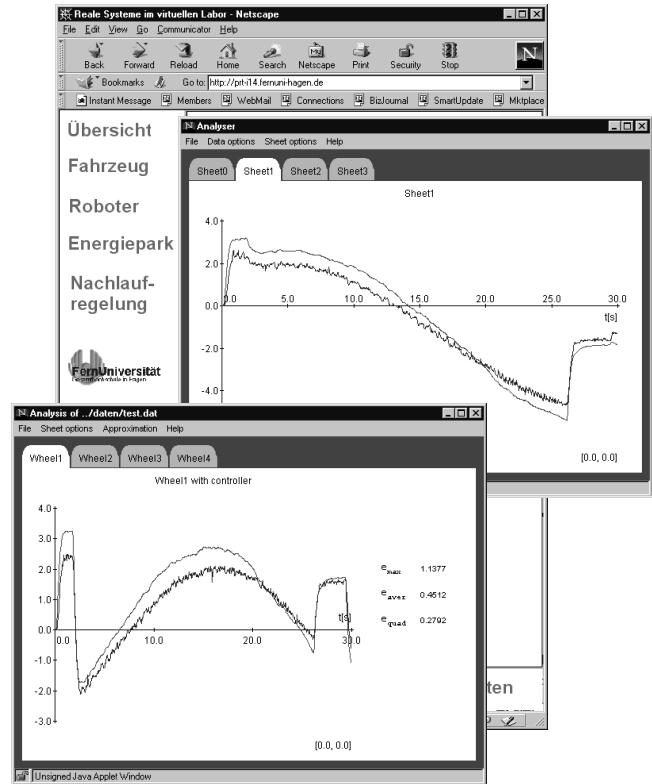 Reale Systeme im virtuellen Labor - Netscape
File Edit View Go Communicator Help
Back Forward Reload Home Search Netscape Print Security Stop
Bookmarks Go to: http://prt-i14.fernuni-hagen.de
Instant Message Members WebMail Connections BizJournal SmartUpdate Mktplace
Übersicht
Fahrzeug
Roboter
Energiepark
Nachlauf-
regelung
FernUniversität
Gesamthochschule in Hagen
Analyser
File Data options Sheet options Help
Sheet0 Sheet1 Sheet2 Sheet3
Sheet1
4.0
2.0
0.0 0.0 5.0 10.0 15.0 20.0 25.0 30.0
t[s]
-2.0
-4.0
[0.0, 0.0]
Analysis of ../daten/test.dat
File Sheet options Approximation Help
Wheel1 Wheel2 Wheel3 Wheel4
Wheel1 with controller
4.0
3.0
2.0
1.0
t[s]
0.0 0.0 10.0 20.0 30.0
-1.0
-2.0
-3.0
e max 1.1377
e aver 0.4512
e quad 0.2792
[0.0, 0.0]
Unsigned Java Applet Window
ten